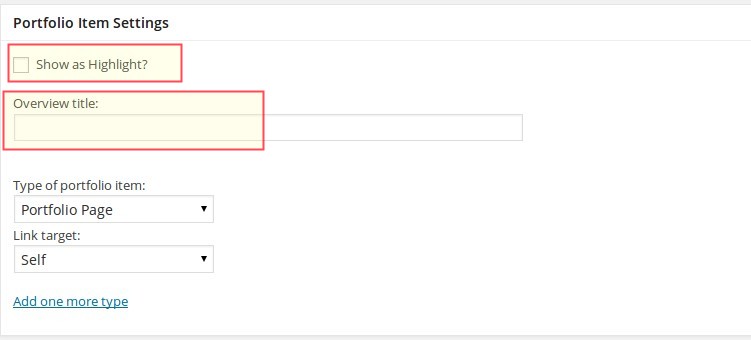 Portfolio Item Settings
Show as Highlight?
Overview title:
Type of portfolio item:
Portfolio Page
Link target:
Self
Add one more type